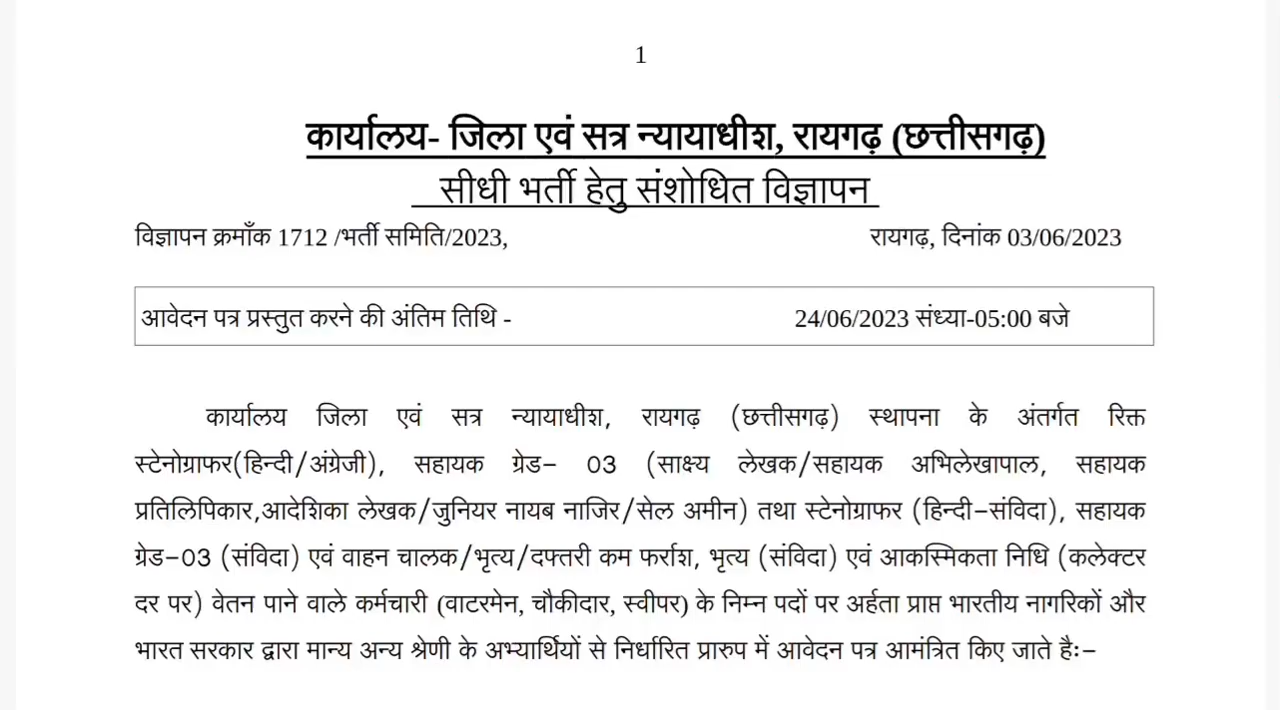 1
कार्यालय- जिला एवं सत्र न्यायाधीश, रायगढ़ (छत्तीसगढ़)
सीधी भर्ती हेतु संशोधित विज्ञापन
विज्ञापन क्रमाँक 1712 /भर्ती समिति/2023, रायगढ़, दिनांक 03/06/2023
आवेदन पत्र प्रस्तुत करने की अंतिम तिथि - 24/06/2023 संध्या-05:00 बजे
कार्यालय जिला एवं सत्र न्यायाधीश, रायगढ़ (छत्तीसगढ़) स्थापना के अंतर्गत रिक्त
स्टेनोग्राफर(हिन्दी/अंग्रेजी), सहायक ग्रेड– 03 (साक्ष्य लेखक/सहायक अभिलेखापाल, सहायक
प्रतिलिपिकार,आदेशिका लेखक/जुनियर नायब नाजिर/सेल अमीन) तथा स्टेनोग्राफर (हिन्दी–संविदा), सहायक
ग्रेड–03 (संविदा) एवं वाहन चालक/भृत्य/दफ्तरी कम फर्राश, भृत्य (संविदा) एवं आकस्मिकता निधि (कलेक्टर
दर पर) वेतन पाने वाले कर्मचारी (वाटरमेन, चौकीदार, स्वीपर) के निम्न पदों पर अर्हता प्राप्त भारतीय नागरिकों और
भारत सरकार द्वारा मान्य अन्य श्रेणी के अभ्यार्थियों से निर्धारित प्रारुप में आवेदन पत्र आमंत्रित किए जाते हैः–